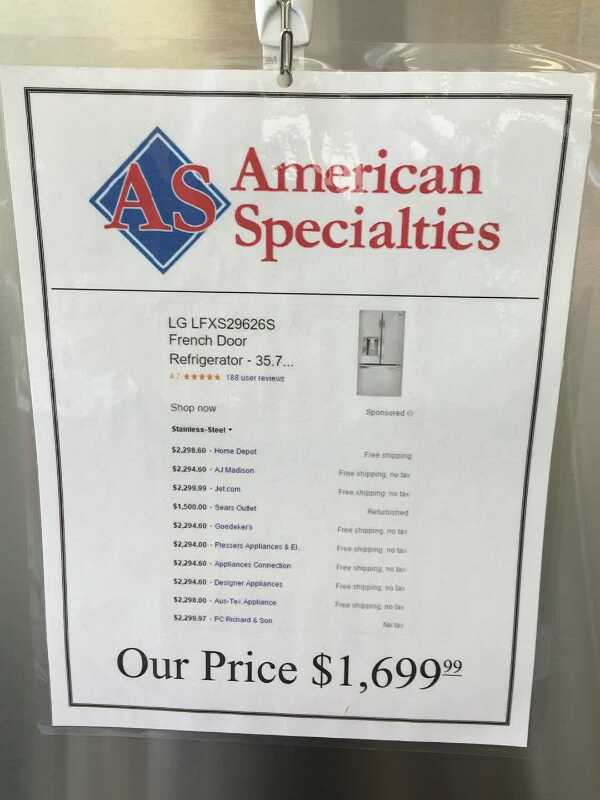 AS American
Specialties
LG LFXS29626S
French Door
Refrigerator - 35.7...
4.7 ★★★★★ 188 user reviews
Shop now
Sponsored ⓘ
Stainless-Steel ▾
$2,298.60 - Home Depot Free shipping
$2,294.60 - AJ Madison Free shipping, no tax
$2,299.99 - Jet.com Free shipping, no tax
$1,500.00 - Sears Outlet Refurbished
$2,294.60 - Goedeker's Free shipping, no tax
$2,294.00 - Plessers Appliances & El.. Free shipping, no tax
$2,294.60 - Appliances Connection Free shipping, no tax
$2,294.60 - Designer Appliances Free shipping, no tax
$2,298.00 - Aus-Tex Appliance Free shipping, no tax
$2,299.97 - PC Richard & Son No tax
Our Price $1,699.99